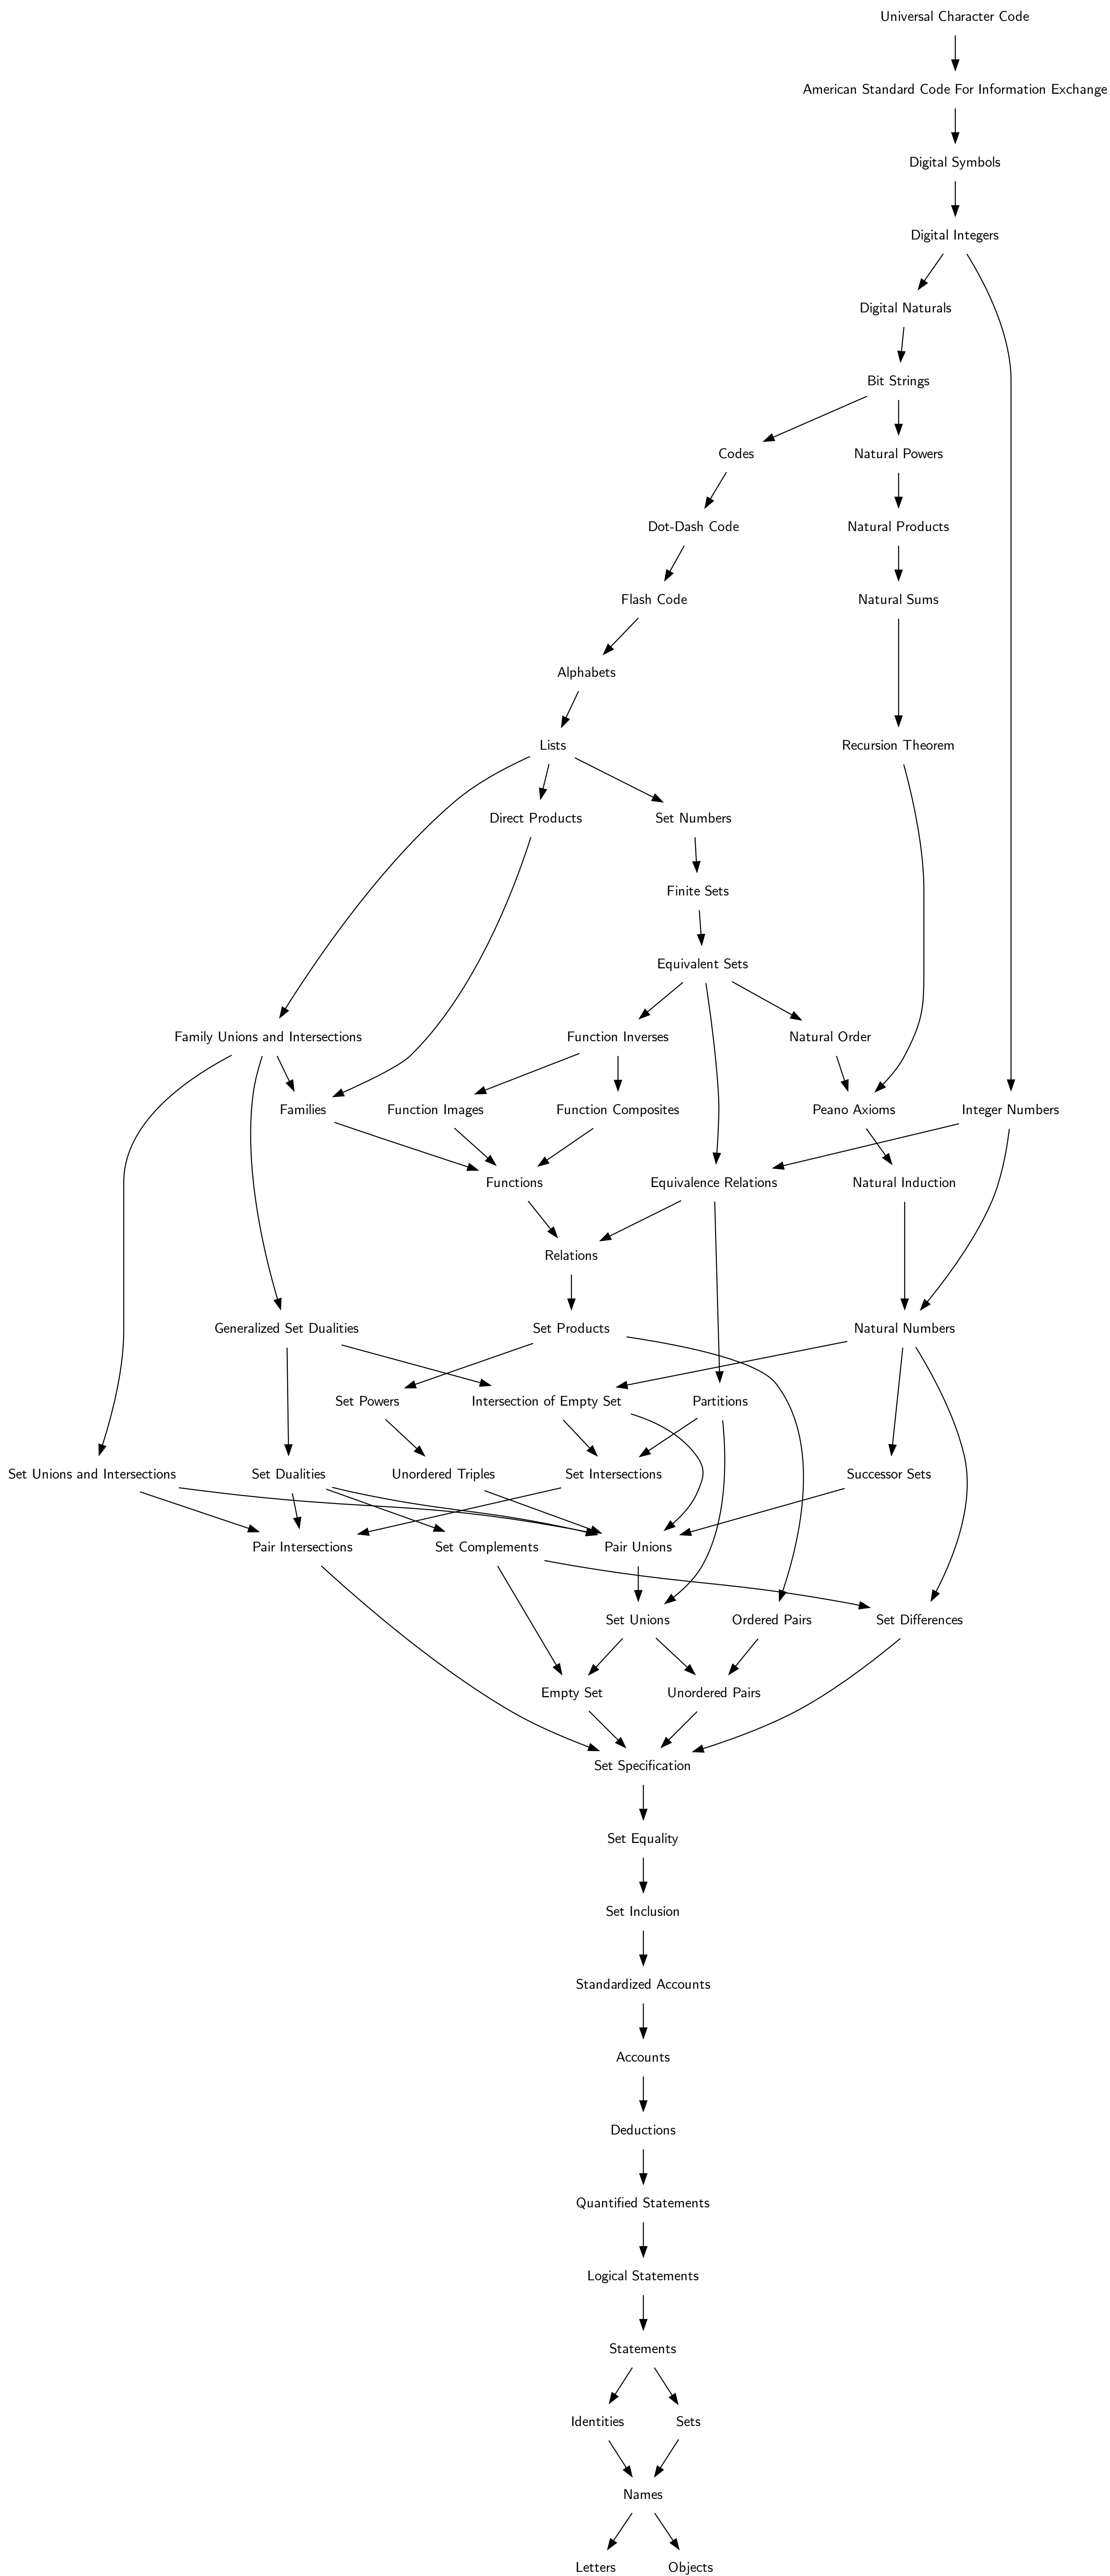 Universal Character Code
American Standard Code For Information Exchange
Digital Symbols
Digital Integers
Digital Naturals
Bit Strings
Codes
Natural Powers
Dot-Dash Code
Natural Products
Flash Code
Natural Sums
Alphabets
Lists
Recursion Theorem
Direct Products
Set Numbers
Finite Sets
Equivalent Sets
Family Unions and Intersections
Function Inverses
Natural Order
Families
Function Images
Function Composites
Peano Axioms
Integer Numbers
Functions
Equivalence Relations
Natural Induction
Relations
Generalized Set Dualities
Set Products
Natural Numbers
Set Powers
Intersection of Empty Set
Partitions
Set Unions and Intersections
Set Dualities
Unordered Triples
Set Intersections
Successor Sets
Pair Intersections
Set Complements
Pair Unions
Set Unions
Ordered Pairs
Set Differences
Empty Set
Unordered Pairs
Set Specification
Set Equality
Set Inclusion
Standardized Accounts
Accounts
Deductions
Quantified Statements
Logical Statements
Statements
Identities
Sets
Names
Letters
Objects